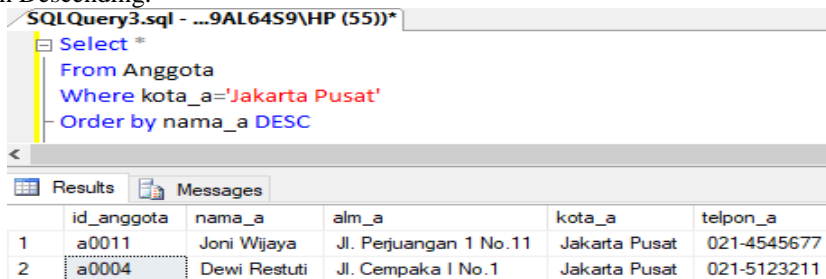 SQLQuery3.sql - ...9AL64S9\HP (55))*
Select *
From Anggota
Where kota_a='Jakarta Pusat'
Order by nama_a DESC
Results Messages
id_anggota nama_a alm_a kota_a telpon_a
1 a0011 Joni Wijaya Jl. Perjuangan 1 No.11 Jakarta Pusat 021-4545677
2 a0004 Dewi Restuti Jl. Cempaka I No.1 Jakarta Pusat 021-5123211